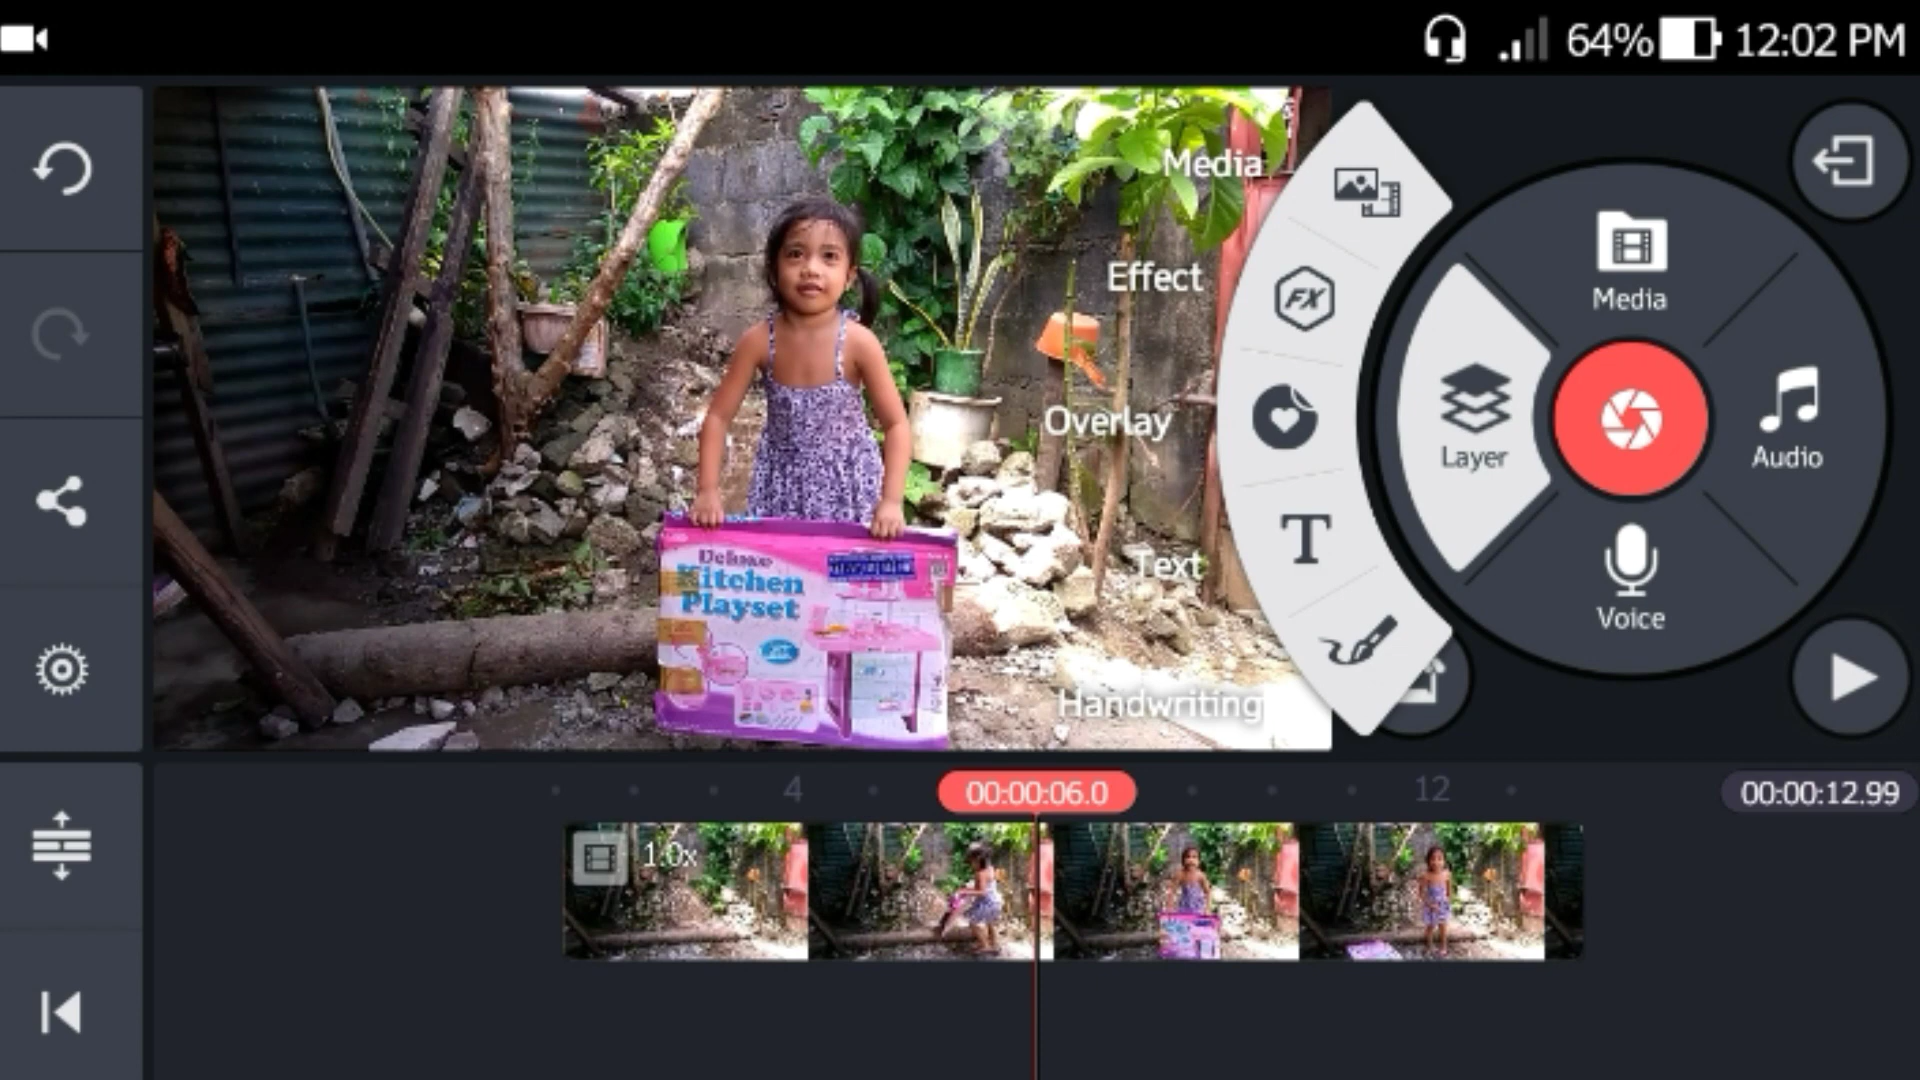 64% 12:02 PM
Media
Effect
Overlay
Text
Handwriting
FX
T
Media
Layer
Audio
Voice
Deluxe
Kitchen
Playset
4
00:00:06.0
12
00:00:12.99
1.0x